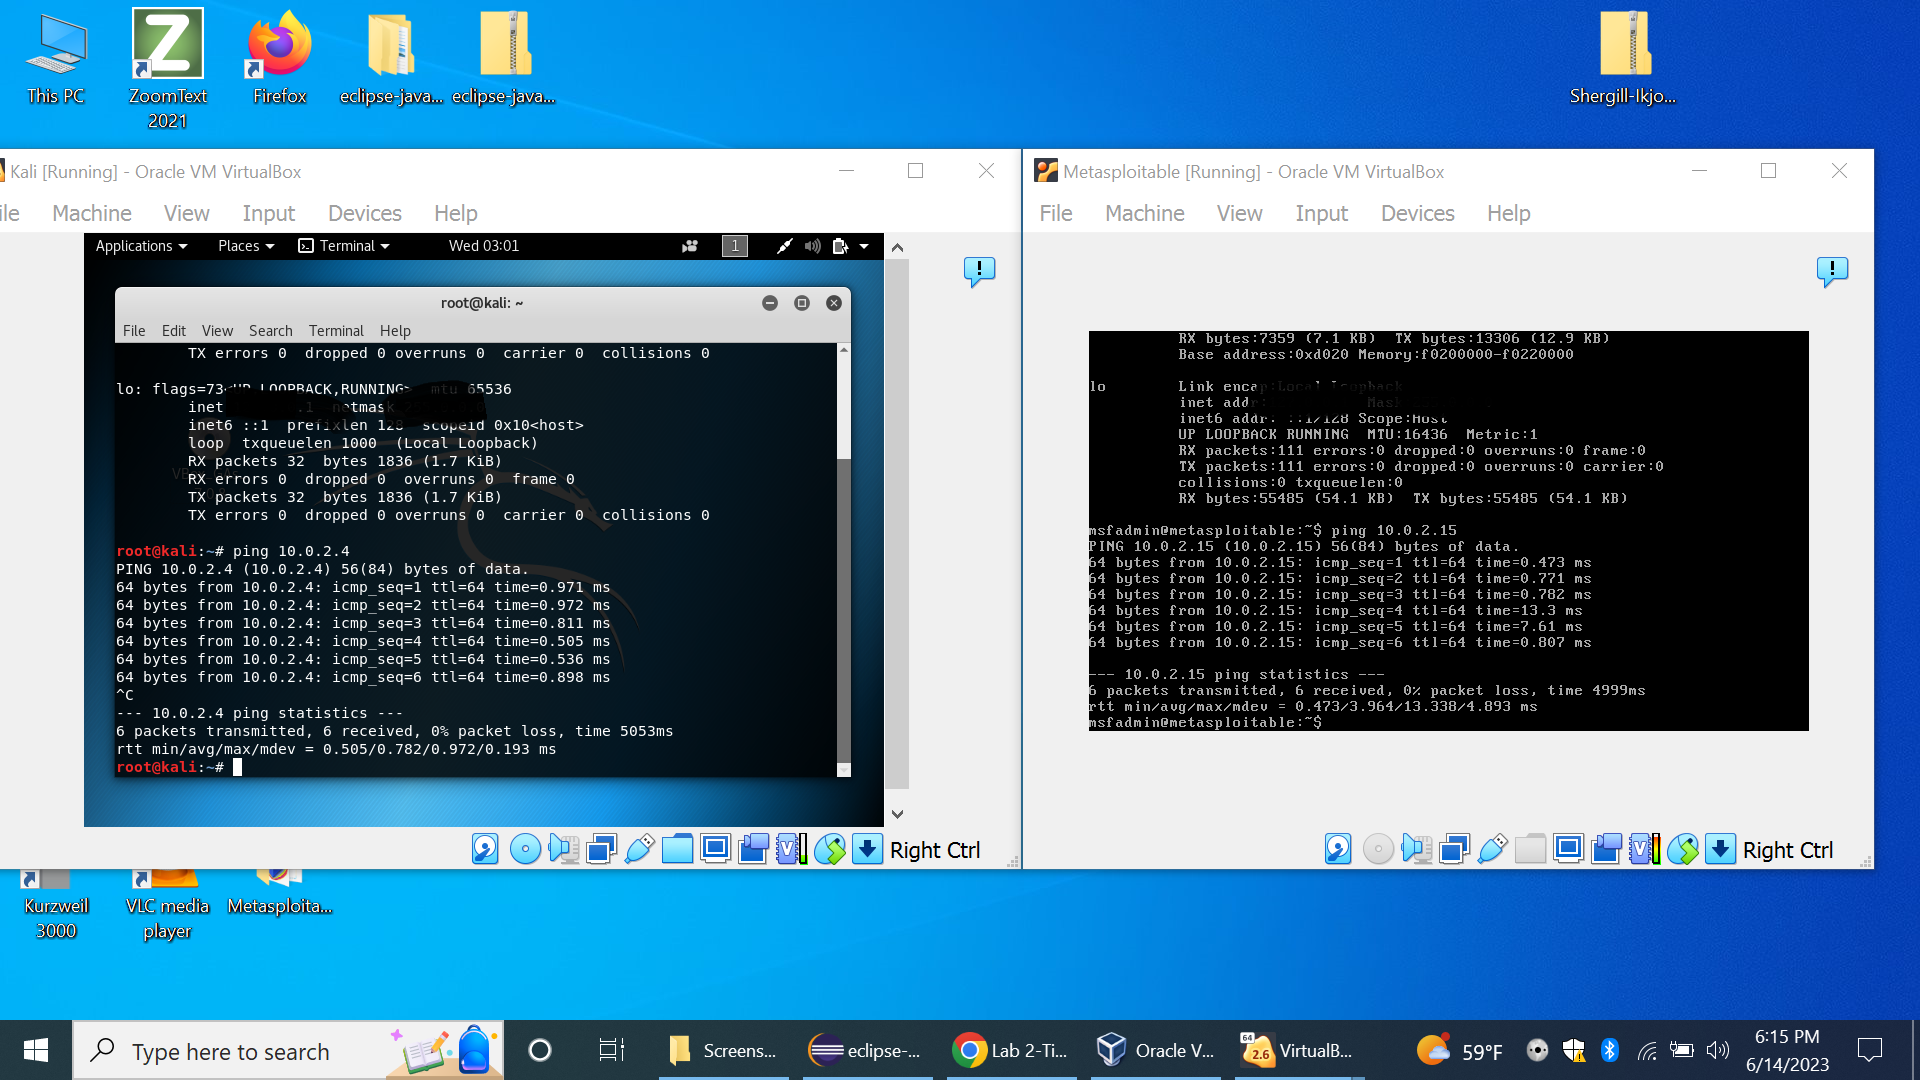 This PC
ZoomText 2021
Firefox
eclipse-java...
eclipse-java...
Shergill-Ikjo...
Kali [Running] - Oracle VM VirtualBox
ile Machine View Input Devices Help
Applications Places Terminal Wed 03:01 1
root@kali: ~
File Edit View Search Terminal Help
TX errors 0  dropped 0 overruns 0  carrier 0  collisions 0
lo: flags=73<UP,LOOPBACK,RUNNING>  mtu 65536
inet .1  netmask
inet6 ::1  prefixlen 128  scopeid 0x10<host>
loop  txqueuelen 1000  (Local Loopback)
RX packets 32  bytes 1836 (1.7 KiB)
RX errors 0  dropped 0  overruns 0  frame 0
TX packets 32  bytes 1836 (1.7 KiB)
TX errors 0  dropped 0 overruns 0  carrier 0  collisions 0
root@kali:~# ping 10.0.2.4
PING 10.0.2.4 (10.0.2.4) 56(84) bytes of data.
64 bytes from 10.0.2.4: icmp_seq=1 ttl=64 time=0.971 ms
64 bytes from 10.0.2.4: icmp_seq=2 ttl=64 time=0.972 ms
64 bytes from 10.0.2.4: icmp_seq=3 ttl=64 time=0.811 ms
64 bytes from 10.0.2.4: icmp_seq=4 ttl=64 time=0.505 ms
64 bytes from 10.0.2.4: icmp_seq=5 ttl=64 time=0.536 ms
64 bytes from 10.0.2.4: icmp_seq=6 ttl=64 time=0.898 ms
^C
--- 10.0.2.4 ping statistics ---
6 packets transmitted, 6 received, 0% packet loss, time 5053ms
rtt min/avg/max/mdev = 0.505/0.782/0.972/0.193 ms
root@kali:~#
Right Ctrl
Metasploitable [Running] - Oracle VM VirtualBox
File Machine View Input Devices Help
RX bytes:7359 (7.1 KB)  TX bytes:13306 (12.9 KB)
Base address:0xd020 Memory:f0200000-f0220000
lo Link encap:Local Loopback
inet addr: Mask
inet6 addr: ::1/128 Scope:Host
UP LOOPBACK RUNNING  MTU:16436  Metric:1
RX packets:111 errors:0 dropped:0 overruns:0 frame:0
TX packets:111 errors:0 dropped:0 overruns:0 carrier:0
collisions:0 txqueuelen:0
RX bytes:55485 (54.1 KB)  TX bytes:55485 (54.1 KB)
msfadmin@metasploitable:~$ ping 10.0.2.15
PING 10.0.2.15 (10.0.2.15) 56(84) bytes of data.
64 bytes from 10.0.2.15: icmp_seq=1 ttl=64 time=0.473 ms
64 bytes from 10.0.2.15: icmp_seq=2 ttl=64 time=0.771 ms
64 bytes from 10.0.2.15: icmp_seq=3 ttl=64 time=0.782 ms
64 bytes from 10.0.2.15: icmp_seq=4 ttl=64 time=13.3 ms
64 bytes from 10.0.2.15: icmp_seq=5 ttl=64 time=7.61 ms
64 bytes from 10.0.2.15: icmp_seq=6 ttl=64 time=0.807 ms
--- 10.0.2.15 ping statistics ---
6 packets transmitted, 6 received, 0% packet loss, time 4999ms
rtt min/avg/max/mdev = 0.473/3.964/13.338/4.893 ms
msfadmin@metasploitable:~$
Right Ctrl
Kurzweil 3000
VLC media player
Metasploita...
Type here to search
Screens...
eclipse-...
Lab 2-Ti...
Oracle V...
VirtualB...
59°F
6:15 PM
6/14/2023